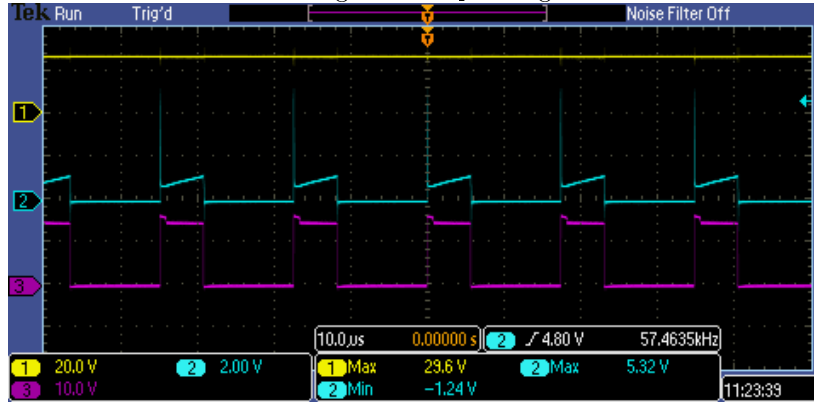 Tek Run Trig'd Noise Filter Off
T
T
1
2
3
10.0µs 0.00000 s 2 ∫ 4.80 V 57.4635kHz
1 20.0 V 2 2.00 V 1 Max 29.6 V 2 Max 5.32 V
3 10.0 V 2 Min -1.24 V 11:23:39